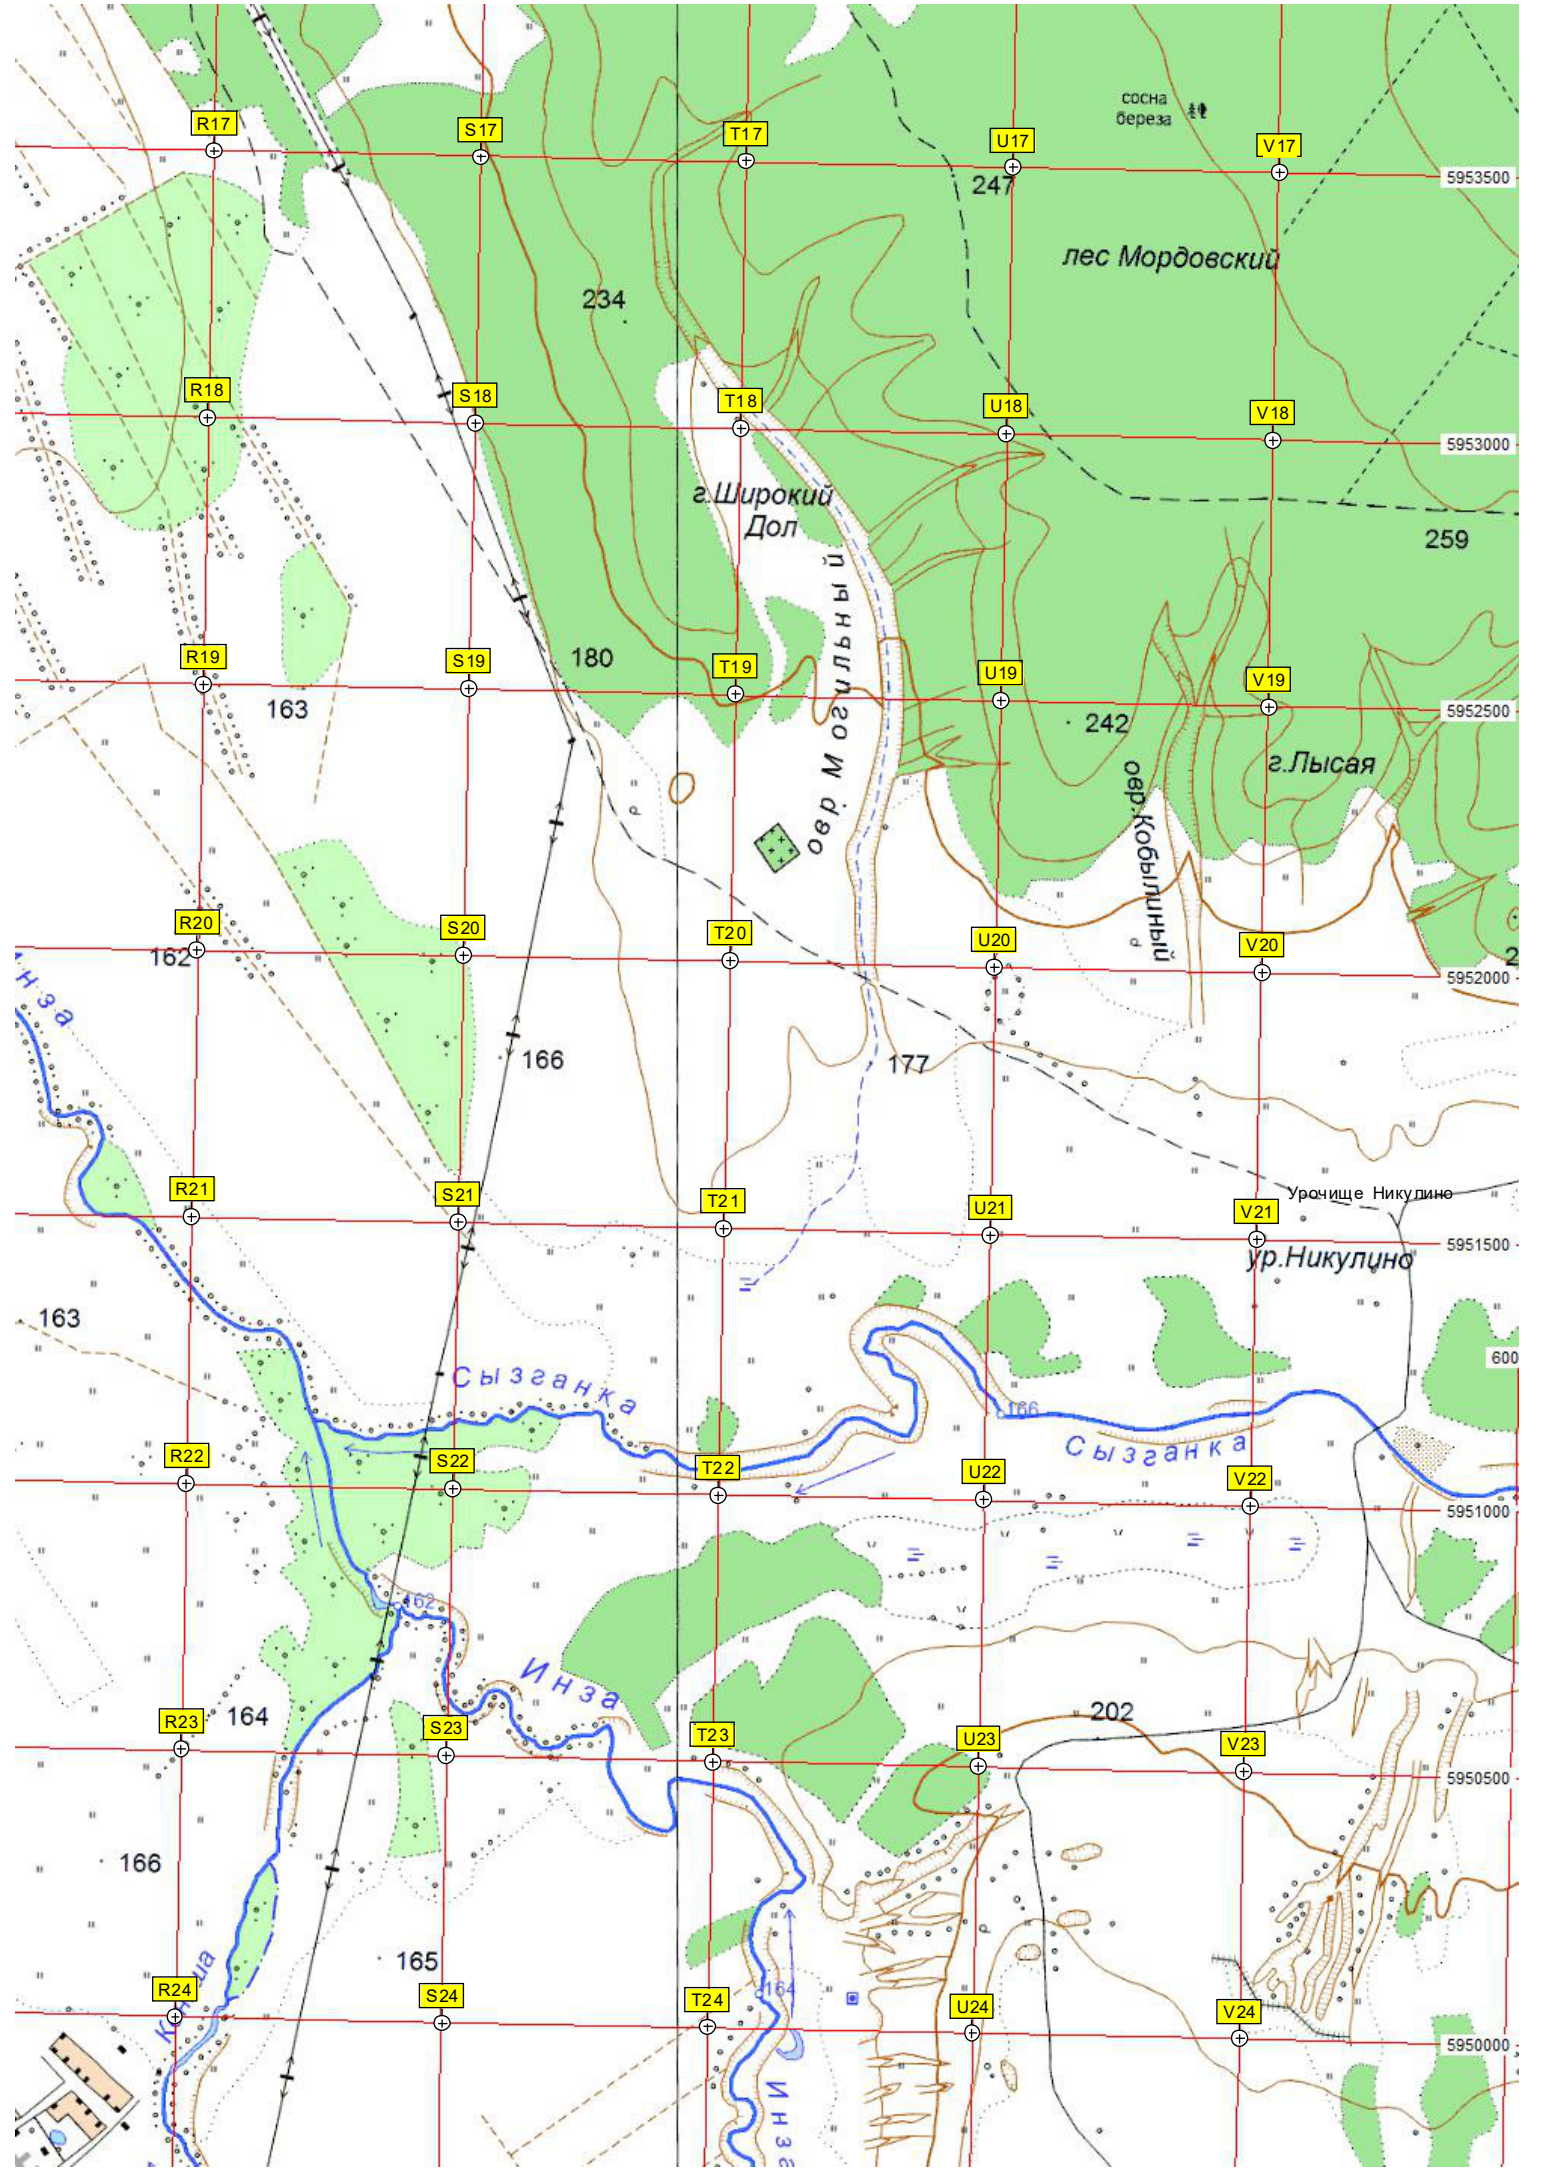 сосна
береза
R17
S17
T17
U17
V17
247
5953500
лес Мордовский
234
R18
S18
T18
U18
V18
5953000
г.Широкий
Дол
259
овр Могильный
R19
S19
180
T19
U19
V19
163
242
5952500
г.Лысая
овр.Кобылиный
R20
S20
T20
U20
V20
162
5952000
нза
166
177
R21
S21
T21
U21
V21
Урочище Никулино
ур.Никулино
5951500
163
600
Сызганка
166
Сызганка
R22
S22
T22
U22
V22
5951000
162
Инза
R23
164
S23
T23
U23
202
V23
5950500
166
165
R24
S24
T24
164
U24
V24
5950000
Инза